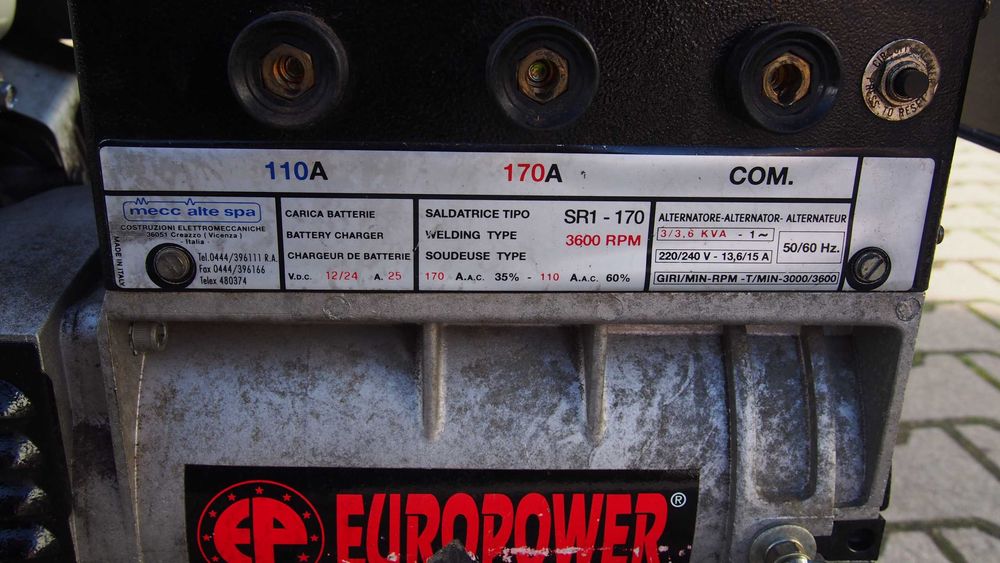 CIR. BREAKER
PRESS TO RESET
110A 170A COM.
mecc alte spa
COSTRUZIONI ELETTROMECCANICHE
36051 Creazzo (Vicenza)
- Italia -
Tel.0444/396111 R.A.
Fax 0444/396166
Telex 480374
MADE IN ITALY
CARICA BATTERIE
BATTERY CHARGER
CHARGEUR DE BATTERIE
V.D.C. 12/24 A. 25
SALDATRICE TIPO SR1 - 170
WELDING TYPE 3600 RPM
SOUDEUSE TYPE
170 A.A.C. 35% - 110 A.A.C. 60%
ALTERNATORE-ALTERNATOR- ALTERNATEUR
3/3,6 KVA - 1~
220/240 V - 13,6/15 A
50/60 Hz.
GIRI/MIN-RPM -T/MIN-3000/3600
EP EUROPOWER®